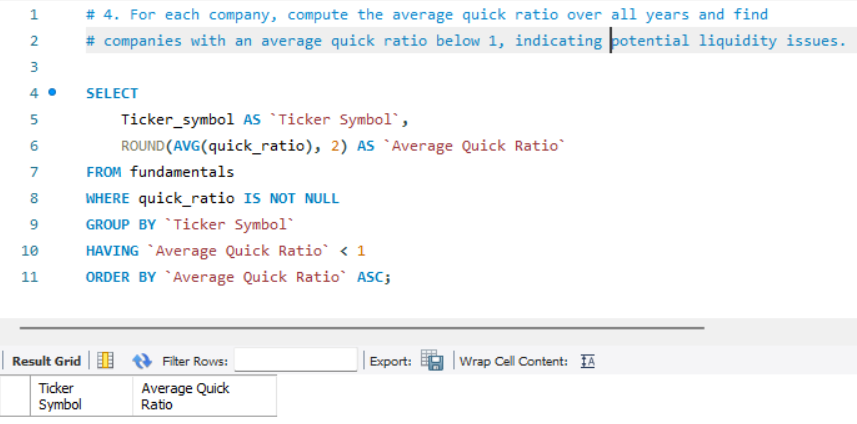 1 # 4. For each company, compute the average quick ratio over all years and find
2 # companies with an average quick ratio below 1, indicating potential liquidity issues.
3
4 SELECT
5 Ticker_symbol AS `Ticker Symbol`,
6 ROUND(AVG(quick_ratio), 2) AS `Average Quick Ratio`
7 FROM fundamentals
8 WHERE quick_ratio IS NOT NULL
9 GROUP BY `Ticker Symbol`
10 HAVING `Average Quick Ratio` < 1
11 ORDER BY `Average Quick Ratio` ASC;
Result Grid Filter Rows: Export: Wrap Cell Content: IA
Ticker Average Quick
Symbol Ratio